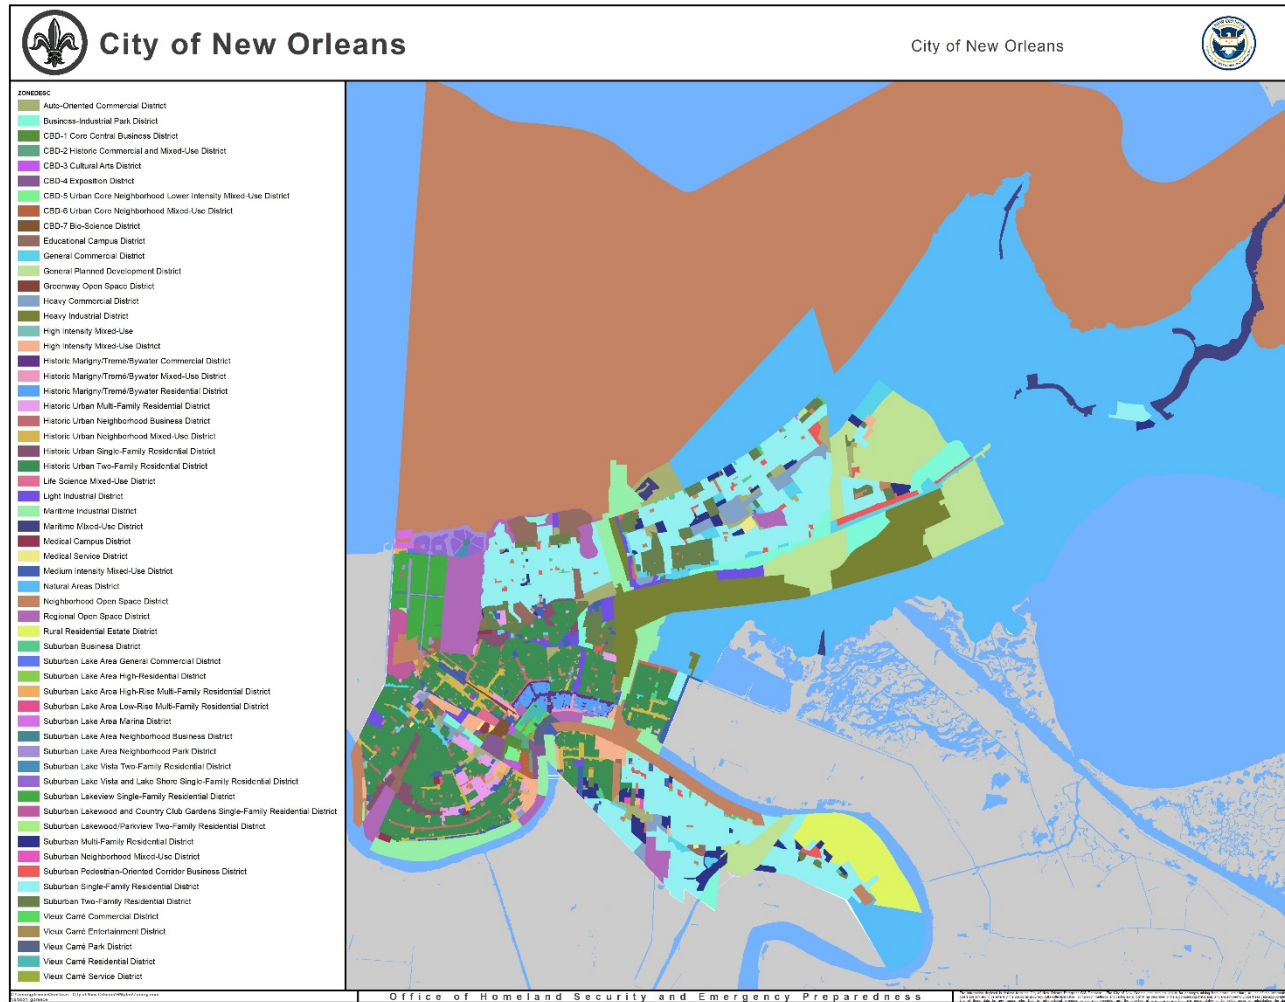 City of New Orleans
City of New Orleans
ZONEDESC
Auto-Oriented Commercial District
Business-Industrial Park District
CBD-1 Core Central Business District
CBD-2 Historic Commercial and Mixed-Use District
CBD-3 Cultural Arts District
CBD-4 Exposition District
CBD-5 Urban Core Neighborhood Lower Intensity Mixed-Use District
CBD-6 Urban Core Neighborhood Mixed-Use District
CBD-7 Bio-Science District
Educational Campus District
General Commercial District
General Planned Development District
Greenway Open Space District
Heavy Commercial District
Heavy Industrial District
High Intensity Mixed-Use
High Intensity Mixed-Use District
Historic Marigny/Treme/Bywater Commercial District
Historic Marigny/Tremé/Bywater Mixed-Use District
Historic Marigny/Tremé/Bywater Residential District
Historic Urban Multi-Family Residential District
Historic Urban Neighborhood Business District
Historic Urban Neighborhood Mixed-Use District
Historic Urban Single-Family Residential District
Historic Urban Two-Family Residential District
Life Science Mixed-Use District
Light Industrial District
Maritime Industrial District
Maritime Mixed-Use District
Medical Campus District
Medical Service District
Medium Intensity Mixed-Use District
Natural Areas District
Neighborhood Open Space District
Regional Open Space District
Rural Residential Estate District
Suburban Business District
Suburban Lake Area General Commercial District
Suburban Lake Area High-Residential District
Suburban Lake Area High-Rise Multi-Family Residential District
Suburban Lake Area Low-Rise Multi-Family Residential District
Suburban Lake Area Marina District
Suburban Lake Area Neighborhood Business District
Suburban Lake Area Neighborhood Park District
Suburban Lake Vista Two-Family Residential District
Suburban Lake Vista and Lake Shore Single-Family Residential District
Suburban Lakeview Single-Family Residential District
Suburban Lakewood and Country Club Gardens Single-Family Residential District
Suburban Lakewood/Parkview Two-Family Residential District
Suburban Multi-Family Residential District
Suburban Neighborhood Mixed-Use District
Suburban Pedestrian-Oriented Corridor Business District
Suburban Single-Family Residential District
Suburban Two-Family Residential District
Vieux Carré Commercial District
Vieux Carré Entertainment District
Vieux Carré Park District
Vieux Carré Residential District
Vieux Carré Service District
Office of Homeland Security and Emergency Preparedness